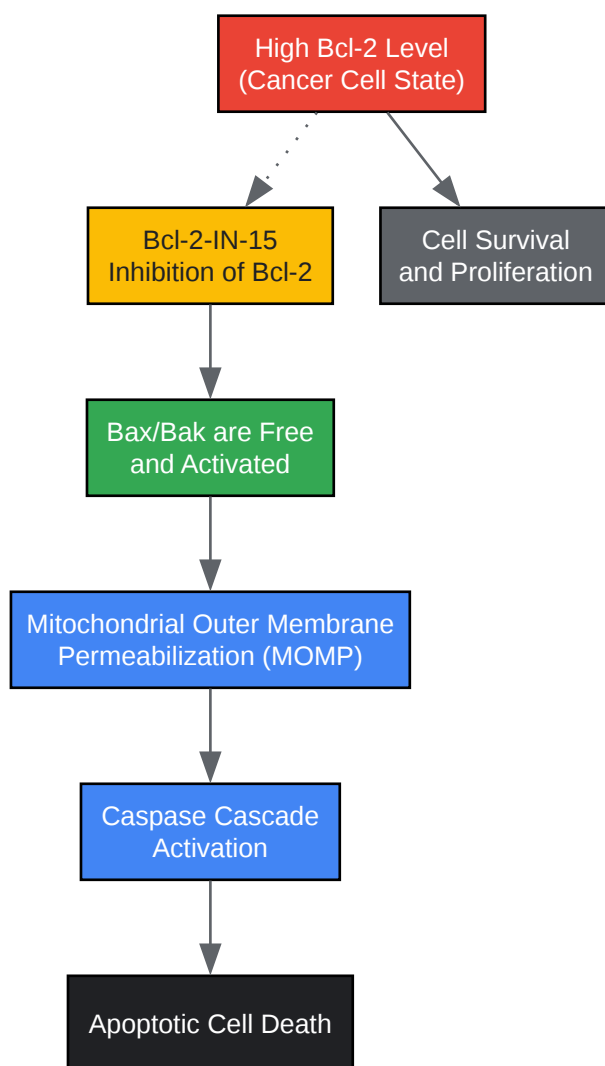 High Bcl-2 Level
(Cancer Cell State)
Bcl-2-IN-15
Inhibition of Bcl-2
Cell Survival
and Proliferation
Bax/Bak are Free
and Activated
Mitochondrial Outer Membrane
Permeabilization (MOMP)
Caspase Cascade
Activation
Apoptotic Cell Death